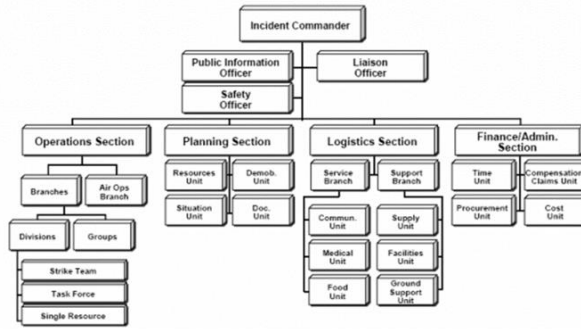 Incident Commander
Public Information
Officer
Liaison
Officer
Safety
Officer
Operations Section
Planning Section
Logistics Section
Finance/Admin.
Section
Branches
Air Ops
Branch
Resources
Unit
Demob.
Unit
Service
Branch
Support
Branch
Time
Unit
Compensation
Claims Unit
Situation
Unit
Doc.
Unit
Procurement
Unit
Cost
Unit
Divisions
Groups
Commun.
Unit
Supply
Unit
Medical
Unit
Facilities
Unit
Food
Unit
Ground
Support
Unit
Strike Team
Task Force
Single Resource